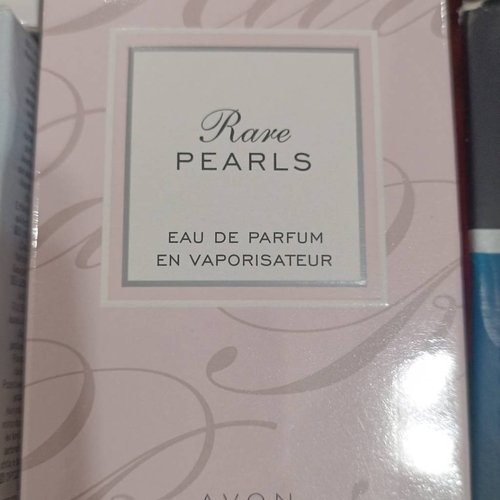 Rare
PEARLS
EAU DE PARFUM
EN VAPORISATEUR
AVON